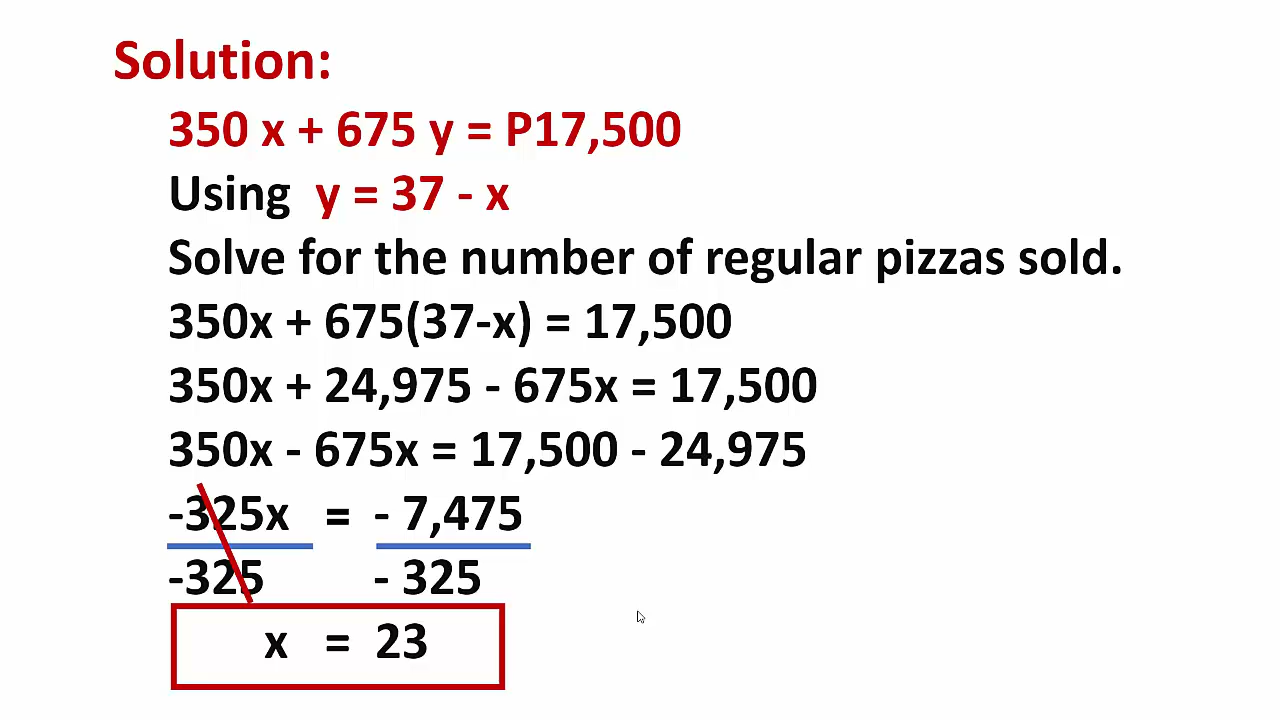 Solution:
350 x + 675 y = P17,500
Using y = 37 - x
Solve for the number of regular pizzas sold.
350x + 675(37-x) = 17,500
350x + 24,975 - 675x = 17,500
350x - 675x = 17,500 - 24,975
-325x = - 7,475
-325 - 325
x = 23